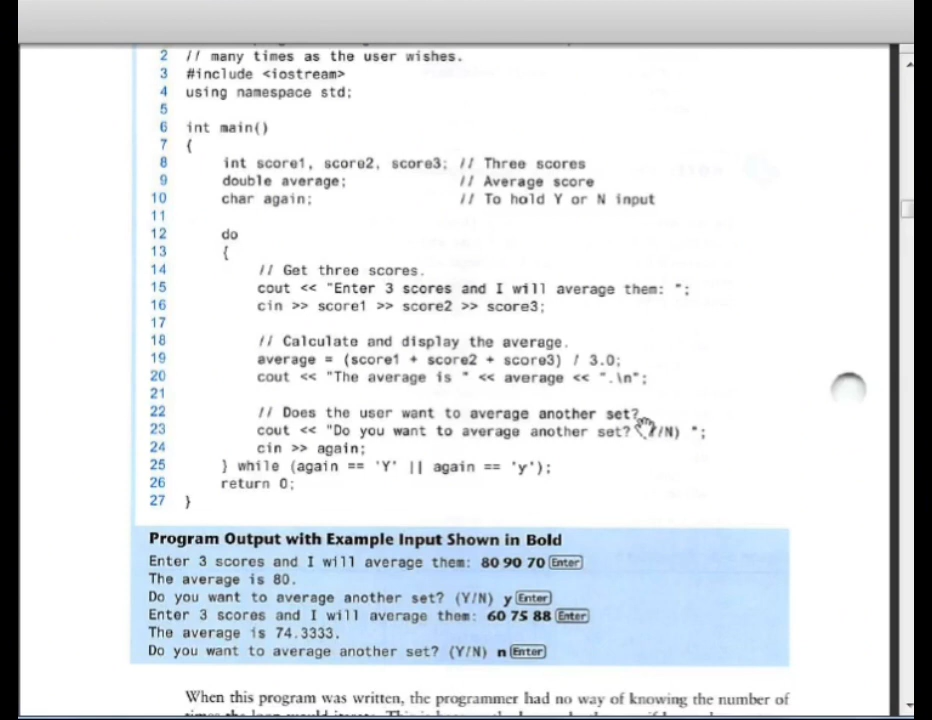 2 // many times as the user wishes.
3 #include <iostream>
4 using namespace std;
5
6 int main()
7 {
8 int score1, score2, score3; // Three scores
9 double average; // Average score
10 char again; // To hold Y or N input
11
12 do
13 {
14 // Get three scores.
15 cout << "Enter 3 scores and I will average them: ";
16 cin >> score1 >> score2 >> score3;
17
18 // Calculate and display the average.
19 average = (score1 + score2 + score3) / 3.0;
20 cout << "The average is " << average << ".\n";
21
22 // Does the user want to average another set?
23 cout << "Do you want to average another set? /N) ";
24 cin >> again;
25 } while (again == 'Y' || again == 'y');
26 return 0;
27 }
Program Output with Example Input Shown in Bold
Enter 3 scores and I will average them: 80 90 70 Enter
The average is 80.
Do you want to average another set? (Y/N) y Enter
Enter 3 scores and I will average them: 60 75 88 Enter
The average is 74.3333.
Do you want to average another set? (Y/N) n Enter
When this program was written, the programmer had no way of knowing the number of